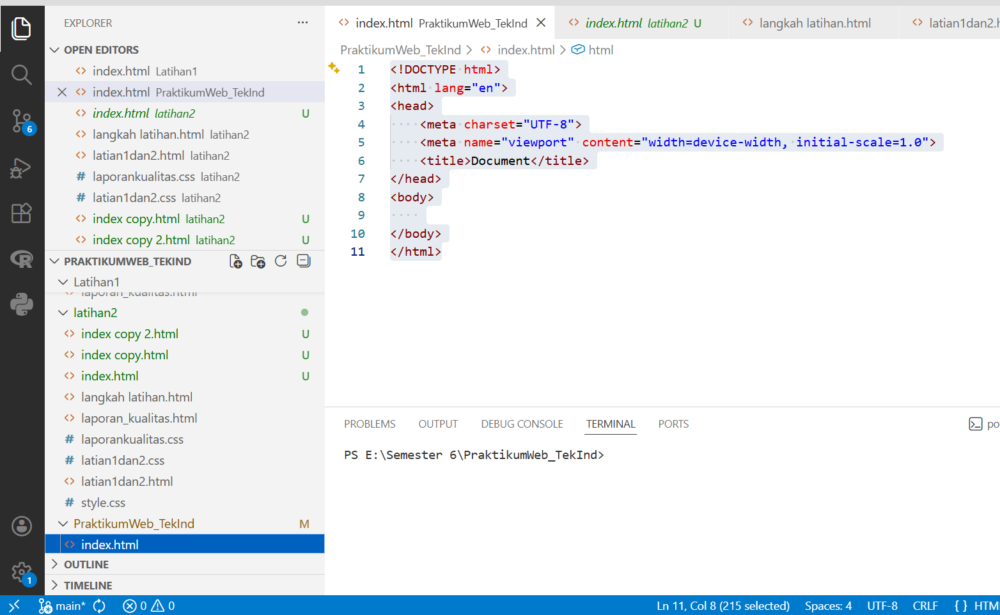 EXPLORER
OPEN EDITORS
index.html Latihan1
index.html PraktikumWeb_TekInd
index.html latihan2 U
langkah latihan.html latihan2
latian1dan2.html latihan2
# laporankualitas.css latihan2
# latian1dan2.css latihan2
index copy.html latihan2 U
index copy 2.html latihan2 U
PRAKTIKUMWEB_TEKIND
Latihan1
laporan_kualitas.html
latihan2
index copy 2.html U
index copy.html U
index.html U
langkah latihan.html
laporan_kualitas.html
# laporankualitas.css
# latian1dan2.css
latian1dan2.html
# style.css
PraktikumWeb_TekInd M
index.html
OUTLINE
TIMELINE
6
1
index.html PraktikumWeb_TekInd
index.html latihan2 U
langkah latihan.html
latian1dan2.h
PraktikumWeb_TekInd > index.html > html
1 <!DOCTYPE html>
2 <html lang="en">
3 <head>
4 <meta charset="UTF-8">
5 <meta name="viewport" content="width=device-width, initial-scale=1.0">
6 <title>Document</title>
7 </head>
8 <body>
9
10 </body>
11 </html>
PROBLEMS OUTPUT DEBUG CONSOLE TERMINAL PORTS
po
PS E:\Semester 6\PraktikumWeb_TekInd>
main* 0 0 Ln 11, Col 8 (215 selected) Spaces: 4 UTF-8 CRLF { } HTM